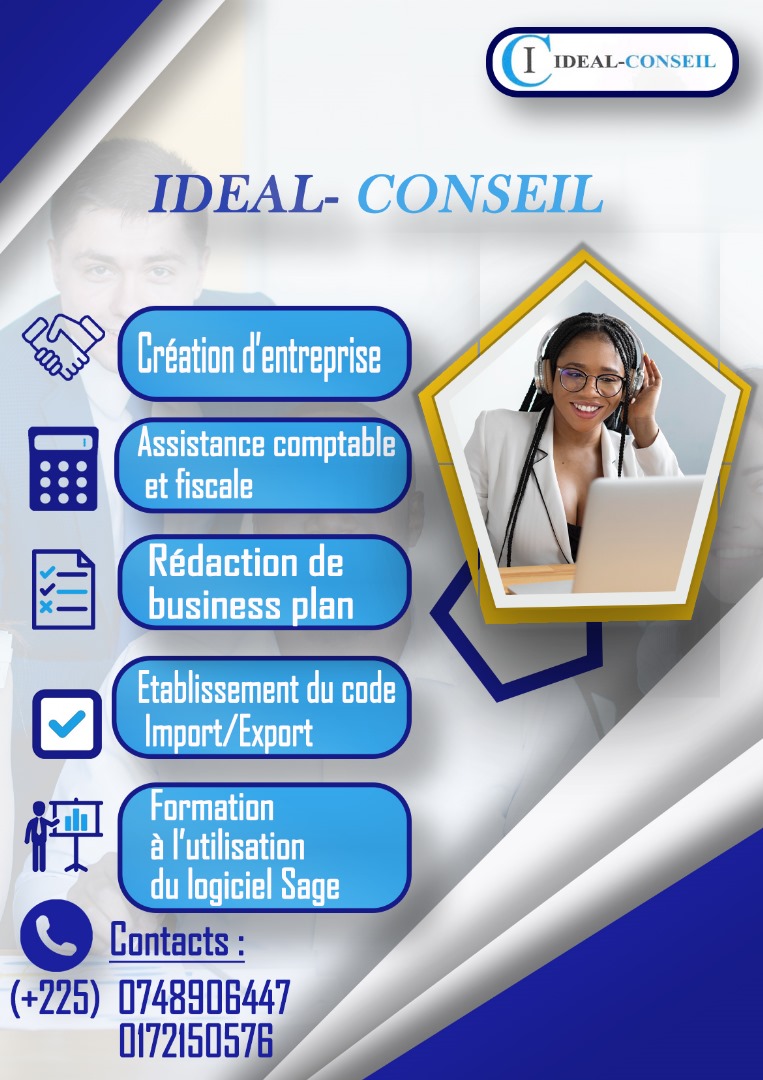 CI IDEAL-CONSEIL
IDEAL- CONSEIL
Création d'entreprise
Assistance comptable
et fiscale
Rédaction de
business plan
Etablissement du code
Import/Export
Formation
à l'utilisation
du logiciel Sage
Contacts :
(+225) 0748906447
0172150576